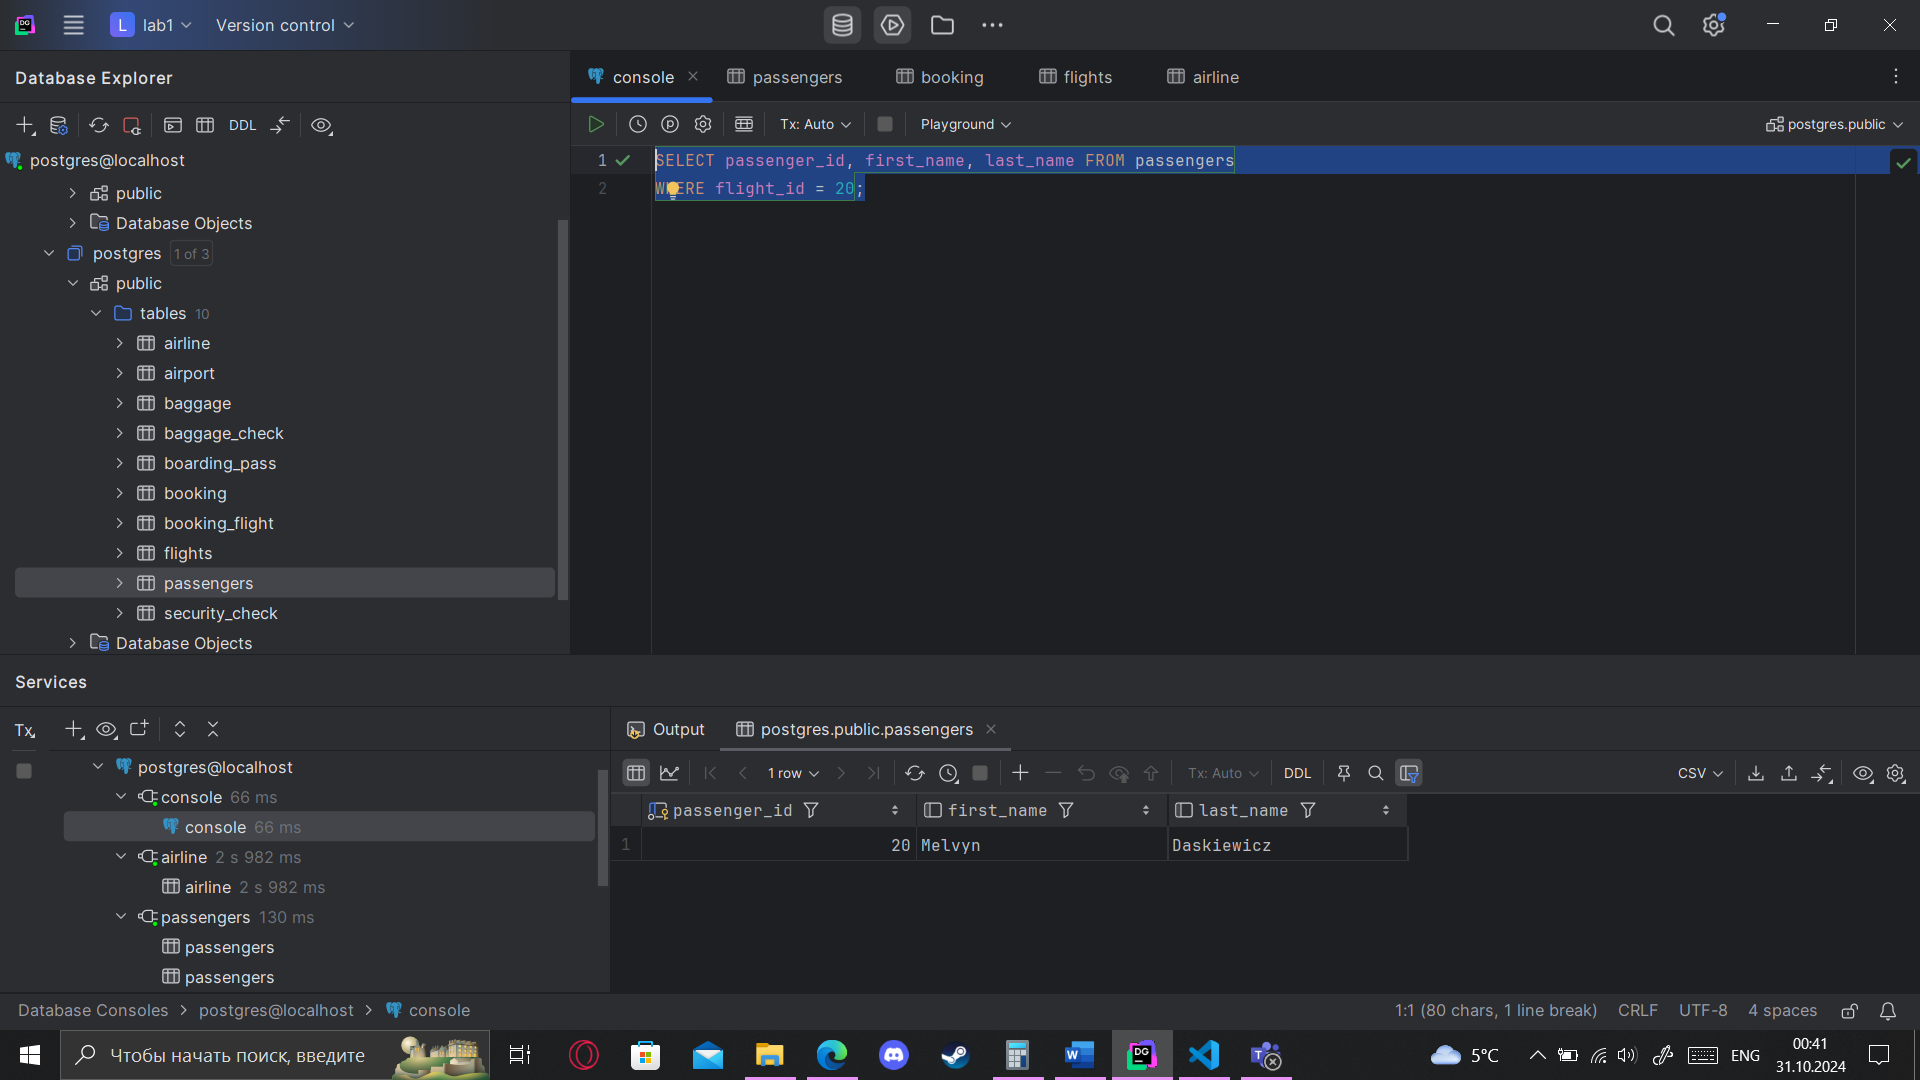 L lab1 Version control
Database Explorer
console
passengers
booking
flights
airline
DDL
Tx: Auto
Playground
postgres.public
postgres@localhost
public
Database Objects
postgres 1 of 3
public
tables 10
airline
airport
baggage
baggage_check
boarding_pass
booking
booking_flight
flights
passengers
security_check
Database Objects
1 SELECT passenger_id, first_name, last_name FROM passengers
2 WHERE flight_id = 20;
Services
Tx
postgres@localhost
console 66 ms
console 66 ms
airline 2 s 982 ms
airline 2 s 982 ms
passengers 130 ms
passengers
passengers
Output
postgres.public.passengers
1 row
Tx: Auto
DDL
CSV
passenger_id first_name last_name
1 20 Melvyn Daskiewicz
Database Consoles > postgres@localhost > console
1:1 (80 chars, 1 line break) CRLF UTF-8 4 spaces
Чтобы начать поиск, введите
DG
5°C
ENG
00:41
31.10.2024